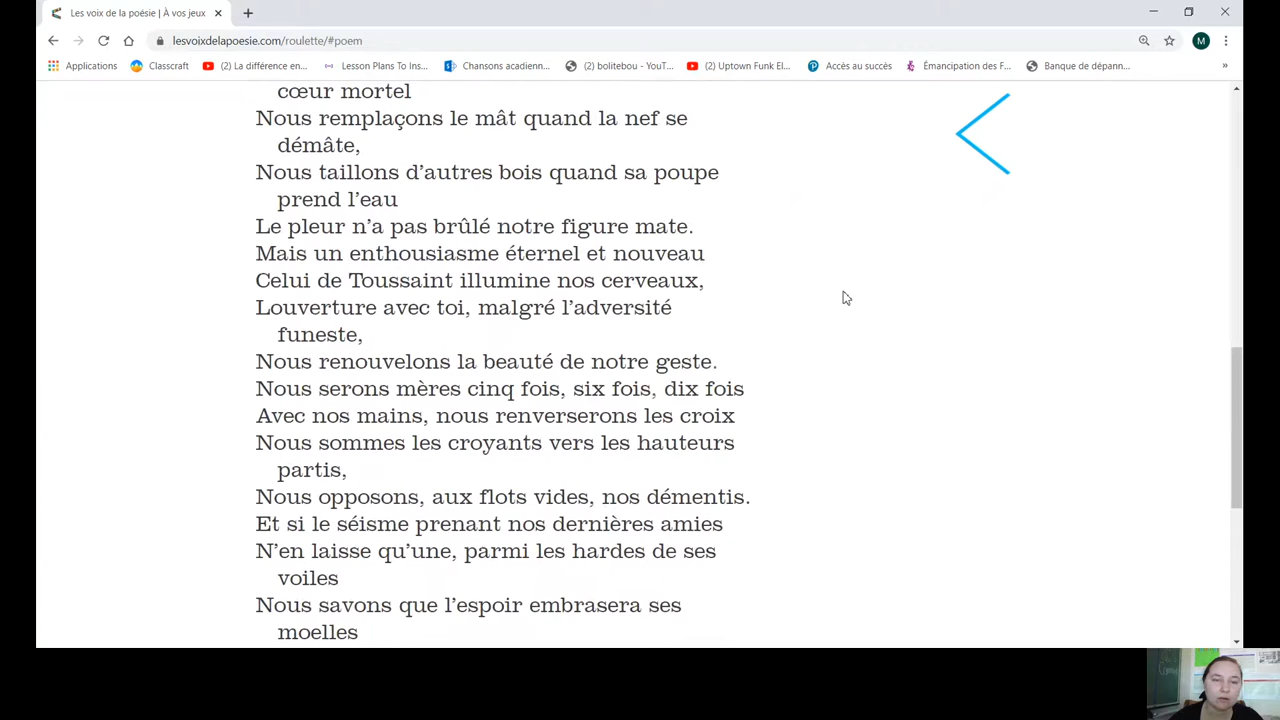 Les voix de la poésie | À vos jeux
lesvoixdelapoesie.com/roulette/#poem
M
Applications
Classcraft
(2) La différence en...
Lesson Plans To Ins...
Chansons acadienn...
(2) bolitebou - YouT...
(2) Uptown Funk El...
Accès au succès
Émancipation des F...
Banque de dépann...
»
cœur mortel
Nous remplaçons le mât quand la nef se
démâte,
Nous taillons d'autres bois quand sa poupe
prend l'eau
Le pleur n'a pas brûlé notre figure mate.
Mais un enthousiasme éternel et nouveau
Celui de Toussaint illumine nos cerveaux,
Louverture avec toi, malgré l'adversité
funeste,
Nous renouvelons la beauté de notre geste.
Nous serons mères cinq fois, six fois, dix fois
Avec nos mains, nous renverserons les croix
Nous sommes les croyants vers les hauteurs
partis,
Nous opposons, aux flots vides, nos démentis.
Et si le séisme prenant nos dernières amies
N'en laisse qu'une, parmi les hardes de ses
voiles
Nous savons que l'espoir embrasera ses
moelles